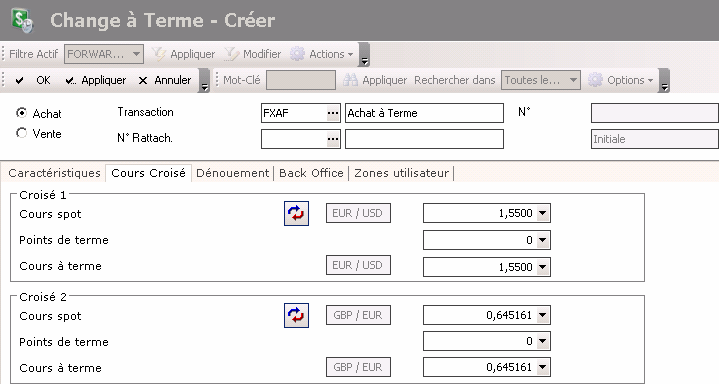 Change à Terme - Créer
Filtre Actif FORWAR... Appliquer Modifier Actions
OK Appliquer Annuler Mot-Clé Appliquer Rechercher dans Toutes le... Options
Achat Transaction FXAF ... Achat à Terme N°
Vente N° Rattach. ... Initiale
Caractéristiques Cours Croisé Dénouement Back Office Zones utilisateur
Croisé 1
Cours spot EUR / USD 1,5500
Points de terme 0
Cours à terme EUR / USD 1,5500
Croisé 2
Cours spot GBP / EUR 0,645161
Points de terme 0
Cours à terme GBP / EUR 0,645161